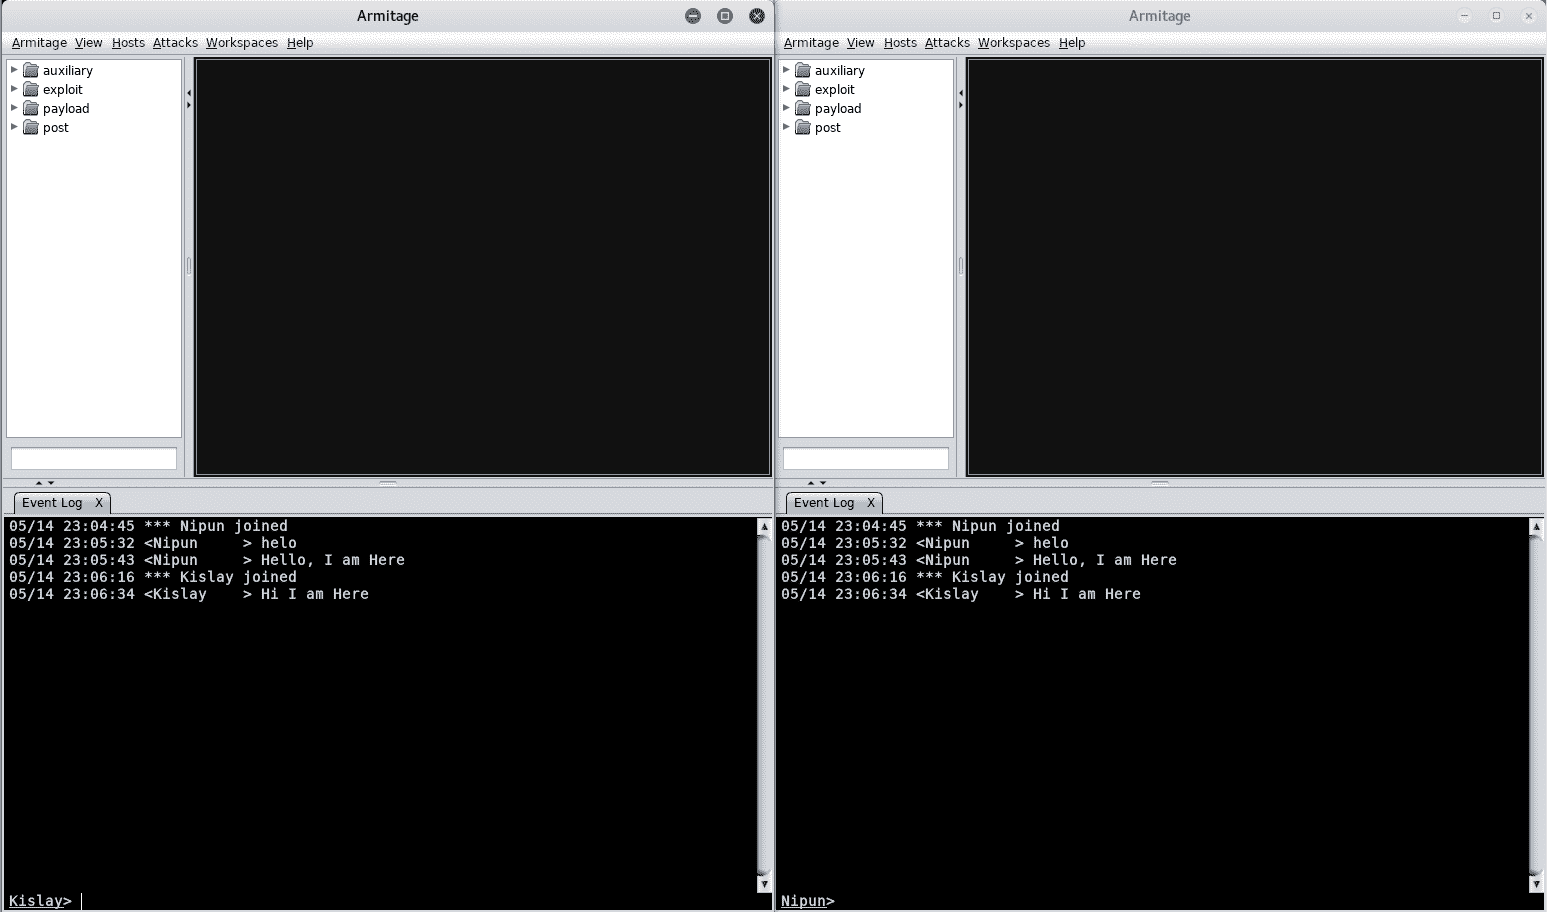 Armitage
Armitage View Hosts Attacks Workspaces Help
auxiliary
exploit
payload
post
Event Log X
05/14 23:04:45 *** Nipun joined
05/14 23:05:32 <Nipun     > helo
05/14 23:05:43 <Nipun     > Hello, I am Here
05/14 23:06:16 *** Kislay joined
05/14 23:06:34 <Kislay    > Hi I am Here
Kislay>
Armitage
Armitage View Hosts Attacks Workspaces Help
auxiliary
exploit
payload
post
Event Log X
05/14 23:04:45 *** Nipun joined
05/14 23:05:32 <Nipun     > helo
05/14 23:05:43 <Nipun     > Hello, I am Here
05/14 23:06:16 *** Kislay joined
05/14 23:06:34 <Kislay    > Hi I am Here
Nipun>